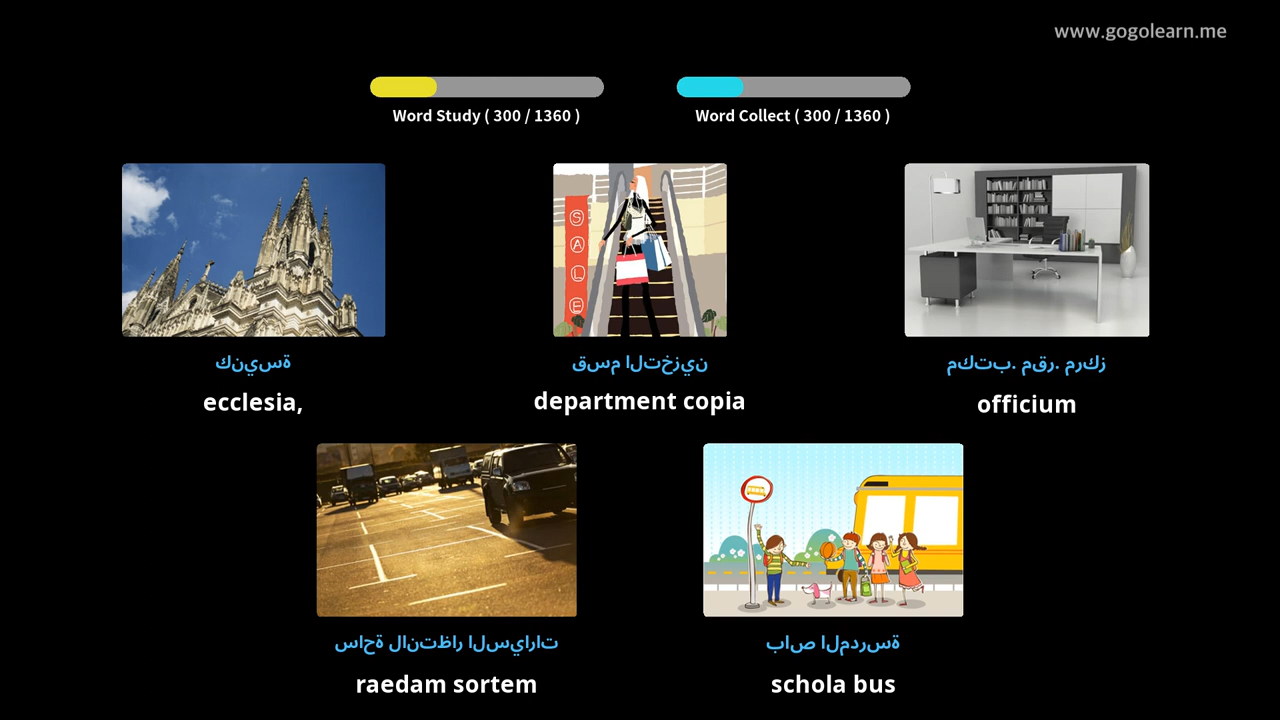 www.gogolearn.me
Word Study ( 300 / 1360 )
Word Collect ( 300 / 1360 )
كنيسة
ecclesia,
قسم التخزين
department copia
مكتب. مقر. مركز
officium
SALE
ساحة لانتظار السيارات
raedam sortem
باص المدرسة
schola bus